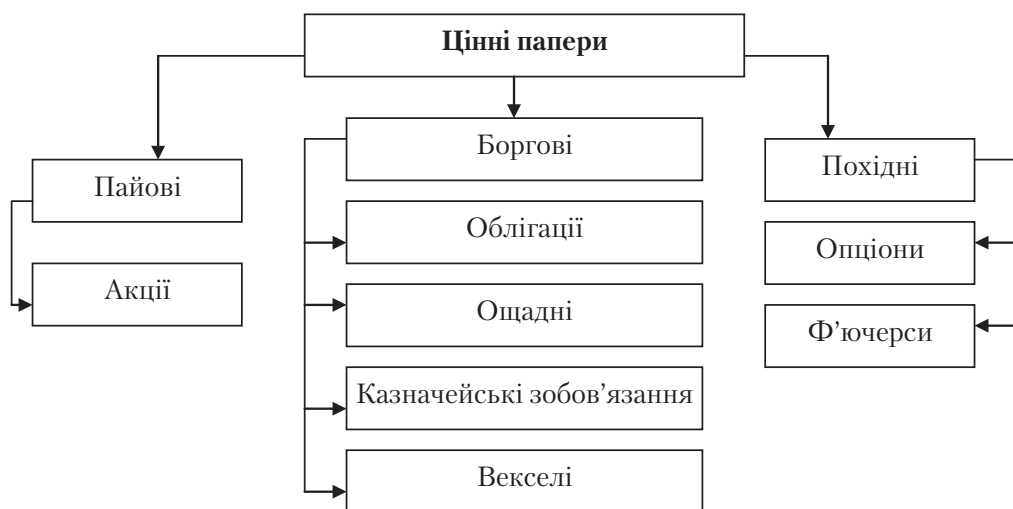 Цінні папери
Пайові
Акції
Боргові
Облігації
Ощадні
Казначейські зобов’язання
Векселі
Похідні
Опціони
Ф’ючерси